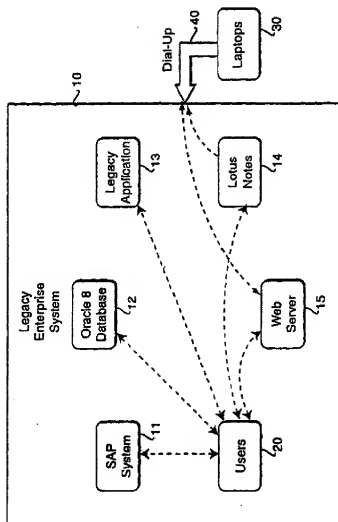 Legacy
Enterprise
System
10
SAP
System
11
Oracle 8
Database
12
Legacy
Application
13
Users
20
Web
Server
15
Lotus
Notes
14
Dial-Up
40
Laptops
30